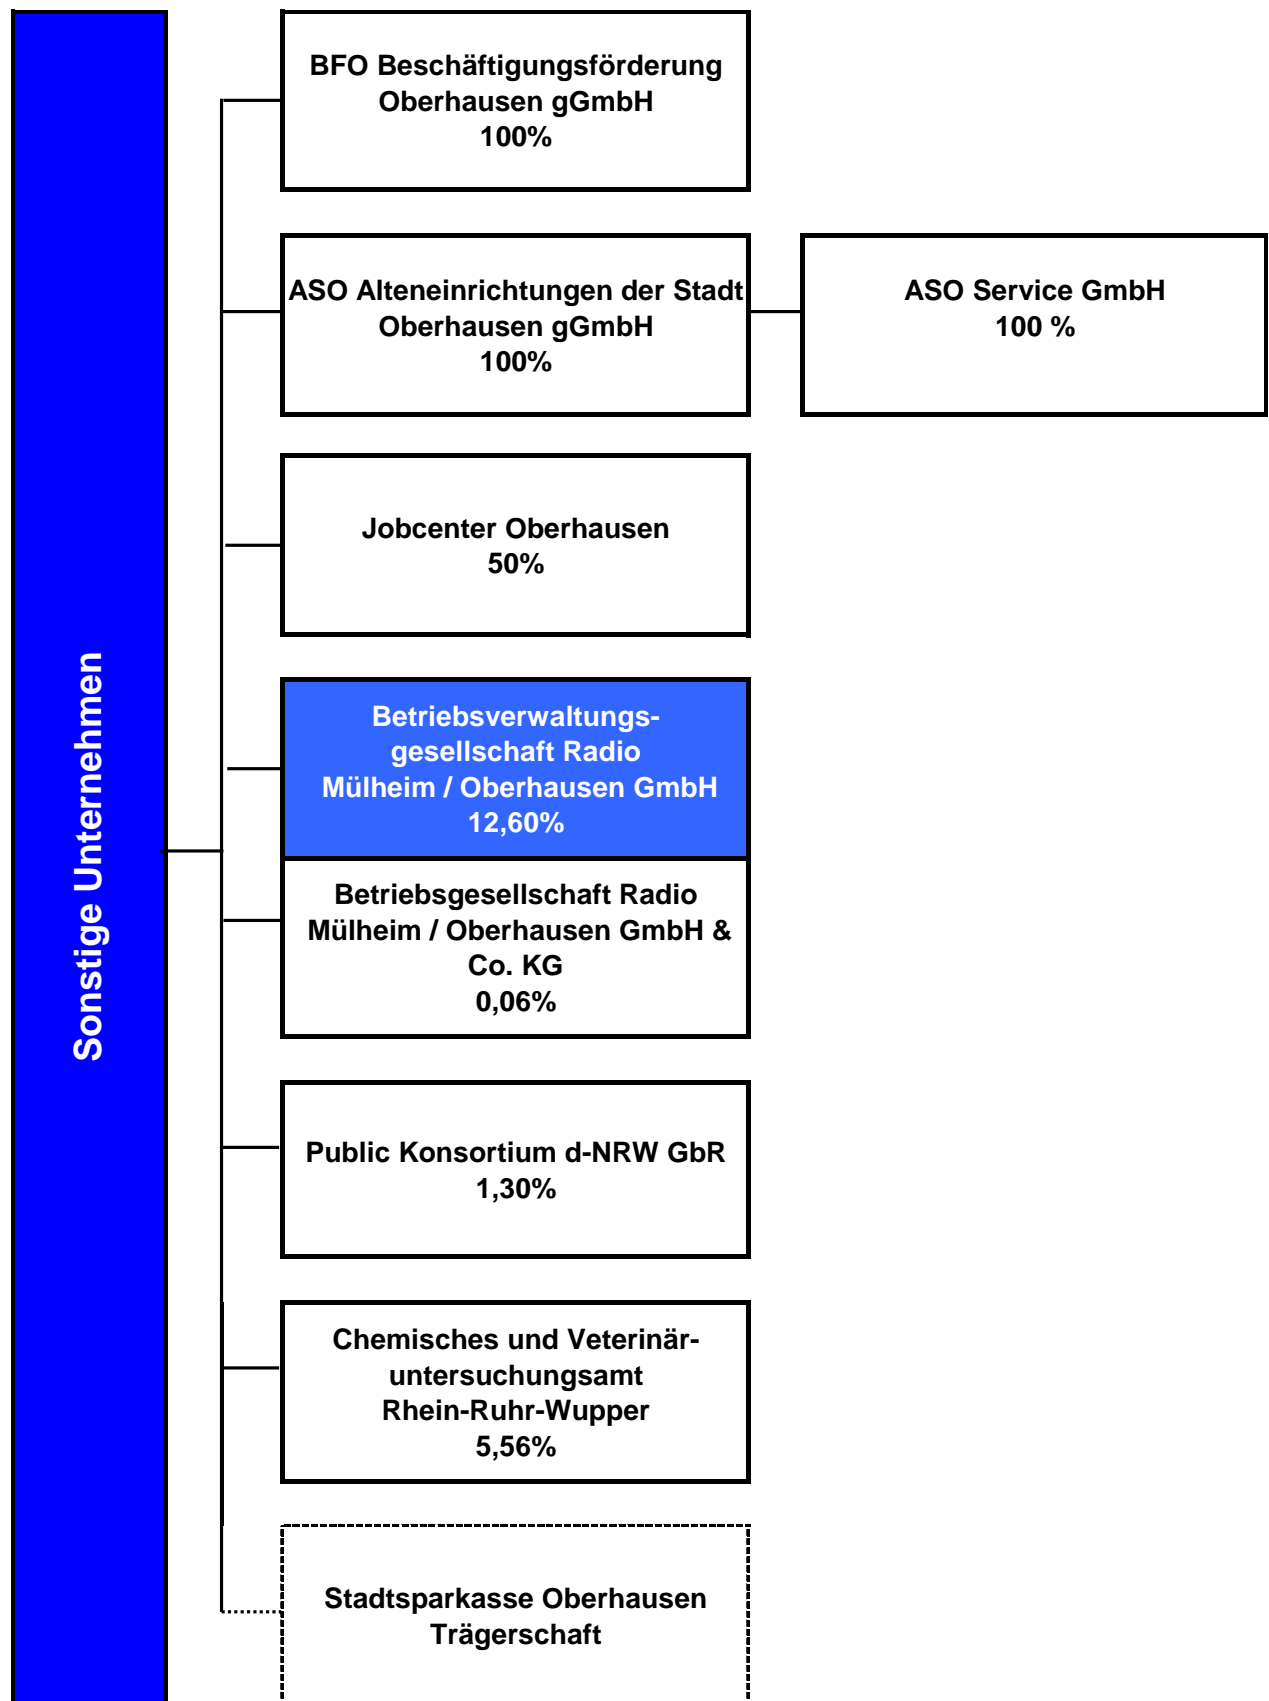 Sonstige Unternehmen
BFO Beschäftigungsförderung
Oberhausen gGmbH
100%
ASO Alteneinrichtungen der Stadt
Oberhausen gGmbH
100%
ASO Service GmbH
100 %
Jobcenter Oberhausen
50%
Betriebsverwaltungs-
gesellschaft Radio
Mülheim / Oberhausen GmbH
12,60%
Betriebsgesellschaft Radio
Mülheim / Oberhausen GmbH &
Co. KG
0,06%
Public Konsortium d-NRW GbR
1,30%
Chemisches und Veterinär-
untersuchungsamt
Rhein-Ruhr-Wupper
5,56%
Stadtsparkasse Oberhausen
Trägerschaft